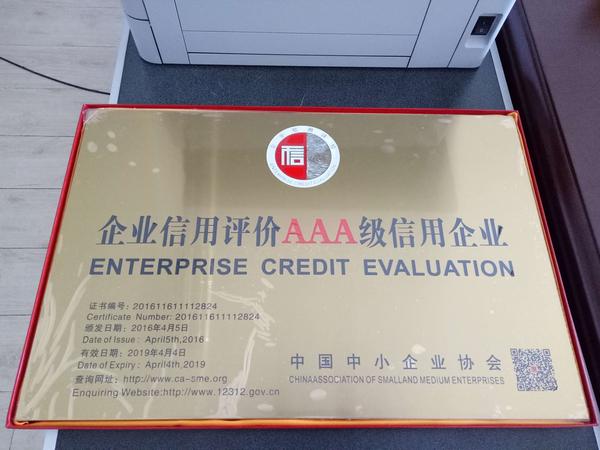 信
企业信用评价AAA级信用企业
ENTERPRISE CREDIT EVALUATION
证书编号：201611611112824
Certificate Number: 201611611112824
颁发日期：2016年4月5日
Date of Issue: April5th,2016
有效日期：2019年4月4日
Date of Expiry: April4th,2019
查询网址：http://www.ca-sme.org
Enquiring Website:http://www.12312.gov.cn
中国中小企业协会
CHINAASSOCIATION OF SMALLAND MEDIUM ENTERPRISES